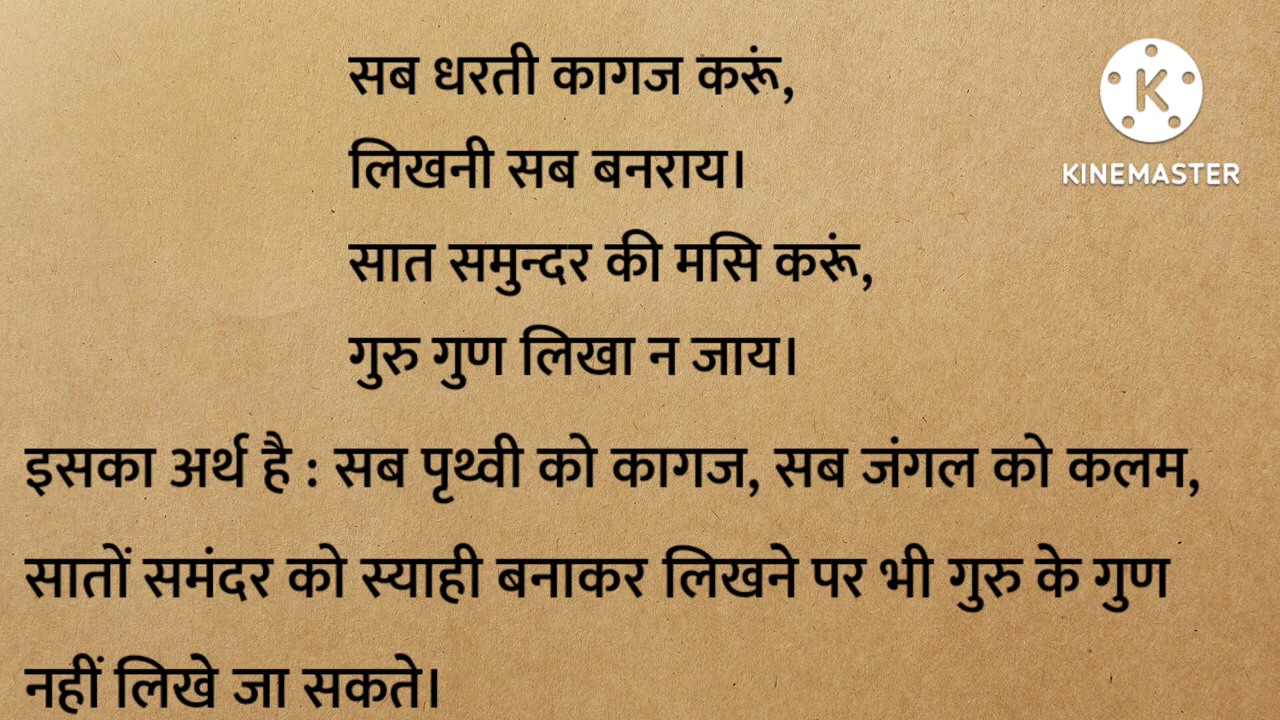 सब धरती कागज करूं,
लिखनी सब बनराय।
सात समुन्दर की मसि करूं,
गुरु गुण लिखा न जाय।
इसका अर्थ है : सब पृथ्वी को कागज, सब जंगल को कलम,
सातों समंदर को स्याही बनाकर लिखने पर भी गुरु के गुण
नहीं लिखे जा सकते।
K
KINEMASTER